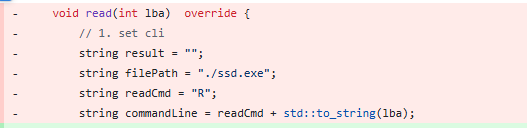 -    void read(int lba)  override {
-        // 1. set cli
-        string result = "";
-        string filePath = "./ssd.exe";
-        string readCmd = "R";
-        string commandLine = readCmd + std::to_string(lba);